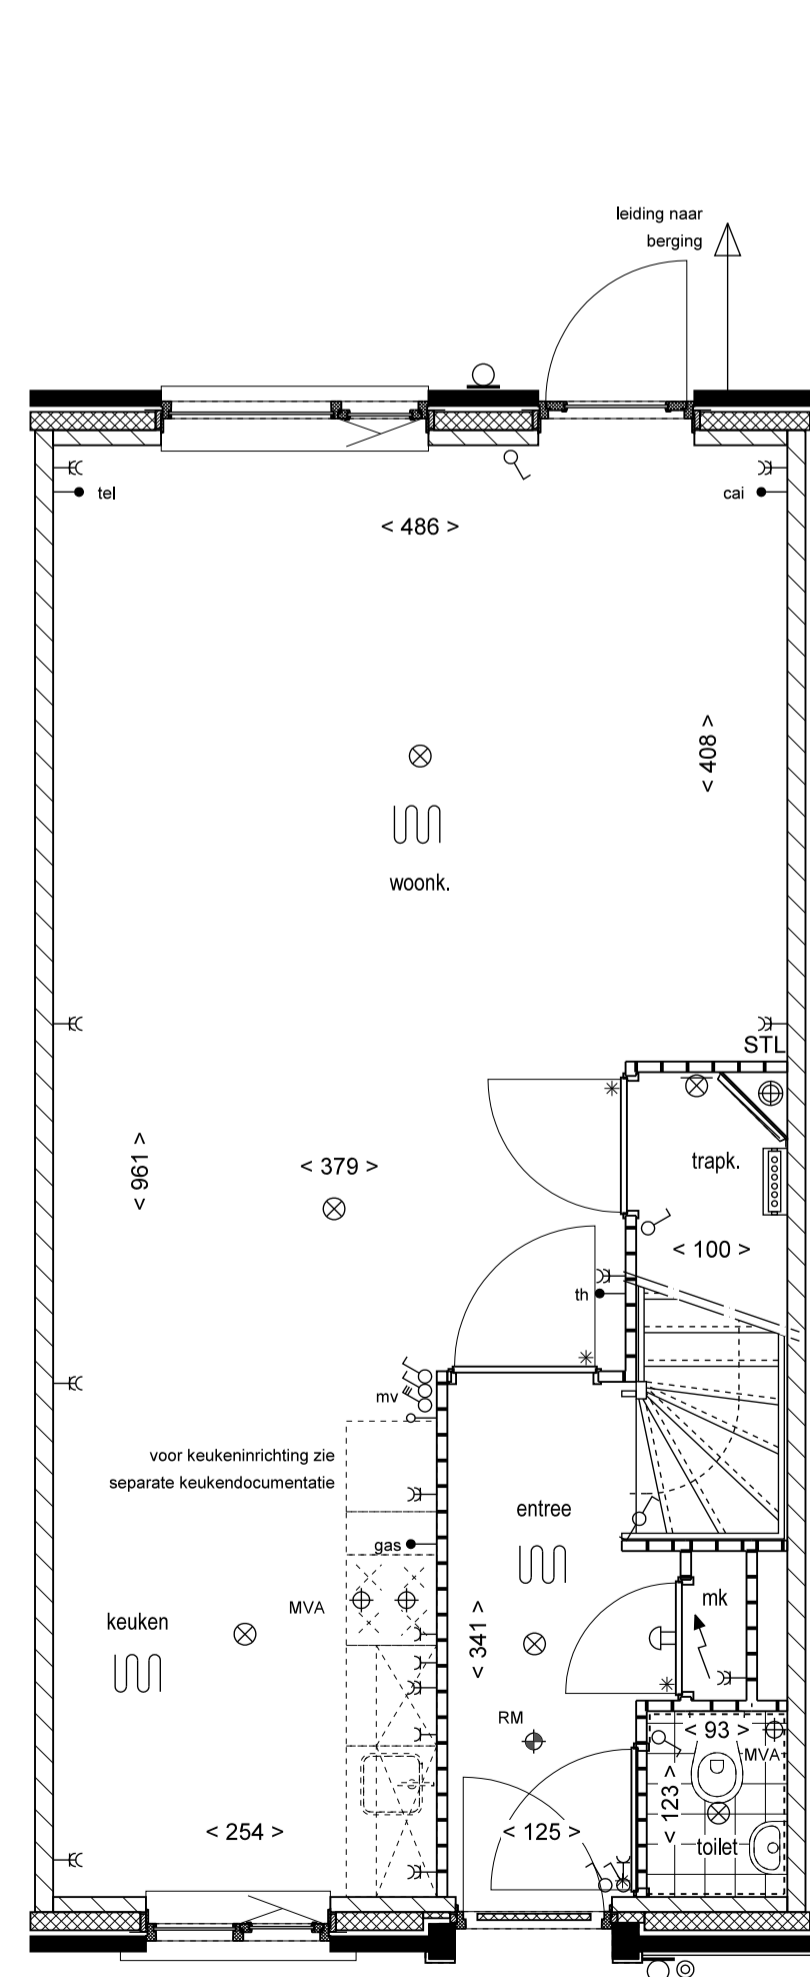 leiding naar
berging
tel
cai
< 486 >
< 408 >
woonk.
STL
< 961 >
< 379 >
trapk.
< 100 >
th
mv
voor keukeninrichting zie
separate keukendocumentatie
entree
gas
MVA
keuken
mk
< 341 >
RM
< 93 >
MVA
< 123 >
< 254 >
< 125 >
toilet